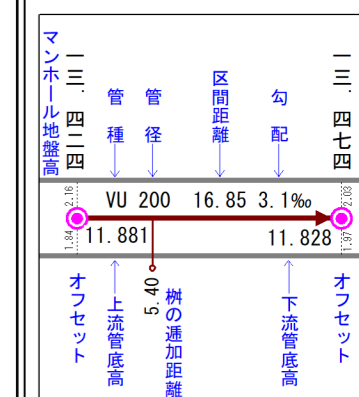 マンホール地盤高
一三．四二四
管種
管径
区間距離
勾配
一三．四七四
2.16
VU 200 16.85 3.1‰
2.03
1.84
11.881
11.828
1.97
オフセット
上流管底高
5.40
桝の逓加距離
下流管底高
オフセット